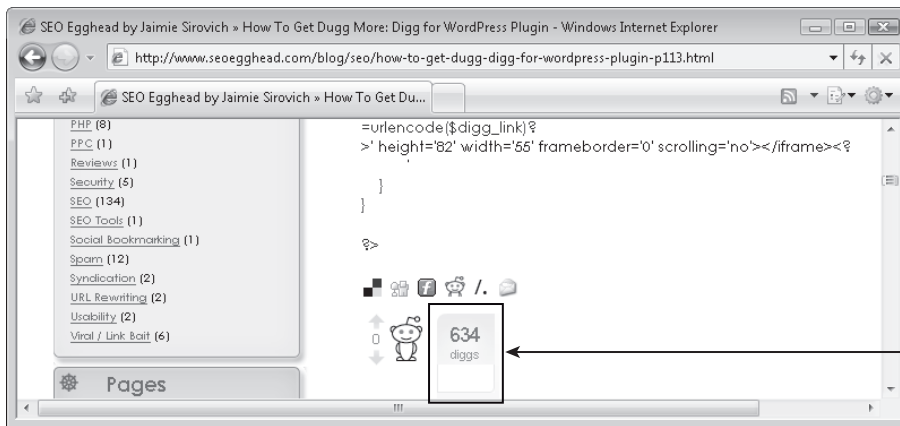 SEO Egghead by Jaimie Sirovich » How To Get Dugg More: Digg for WordPress Plugin - Windows Internet Explorer
http://www.seoegghead.com/blog/seo/how-to-get-dugg-digg-for-wordpress-plugin-p113.html
SEO Egghead by Jaimie Sirovich » How To Get Du...
PHP (8)
PPC (1)
Reviews (1)
Security (5)
SEO (134)
SEO Tools (1)
Social Bookmarking (1)
Spam (12)
Syndication (2)
URL Rewriting (2)
Usability (2)
Viral / Link Bait (6)
Pages
=urlencode($digg_link)?
>' height='82' width='55' frameborder='0' scrolling='no'></iframe><?
'
}
}
?>
/.
0
634
diggs